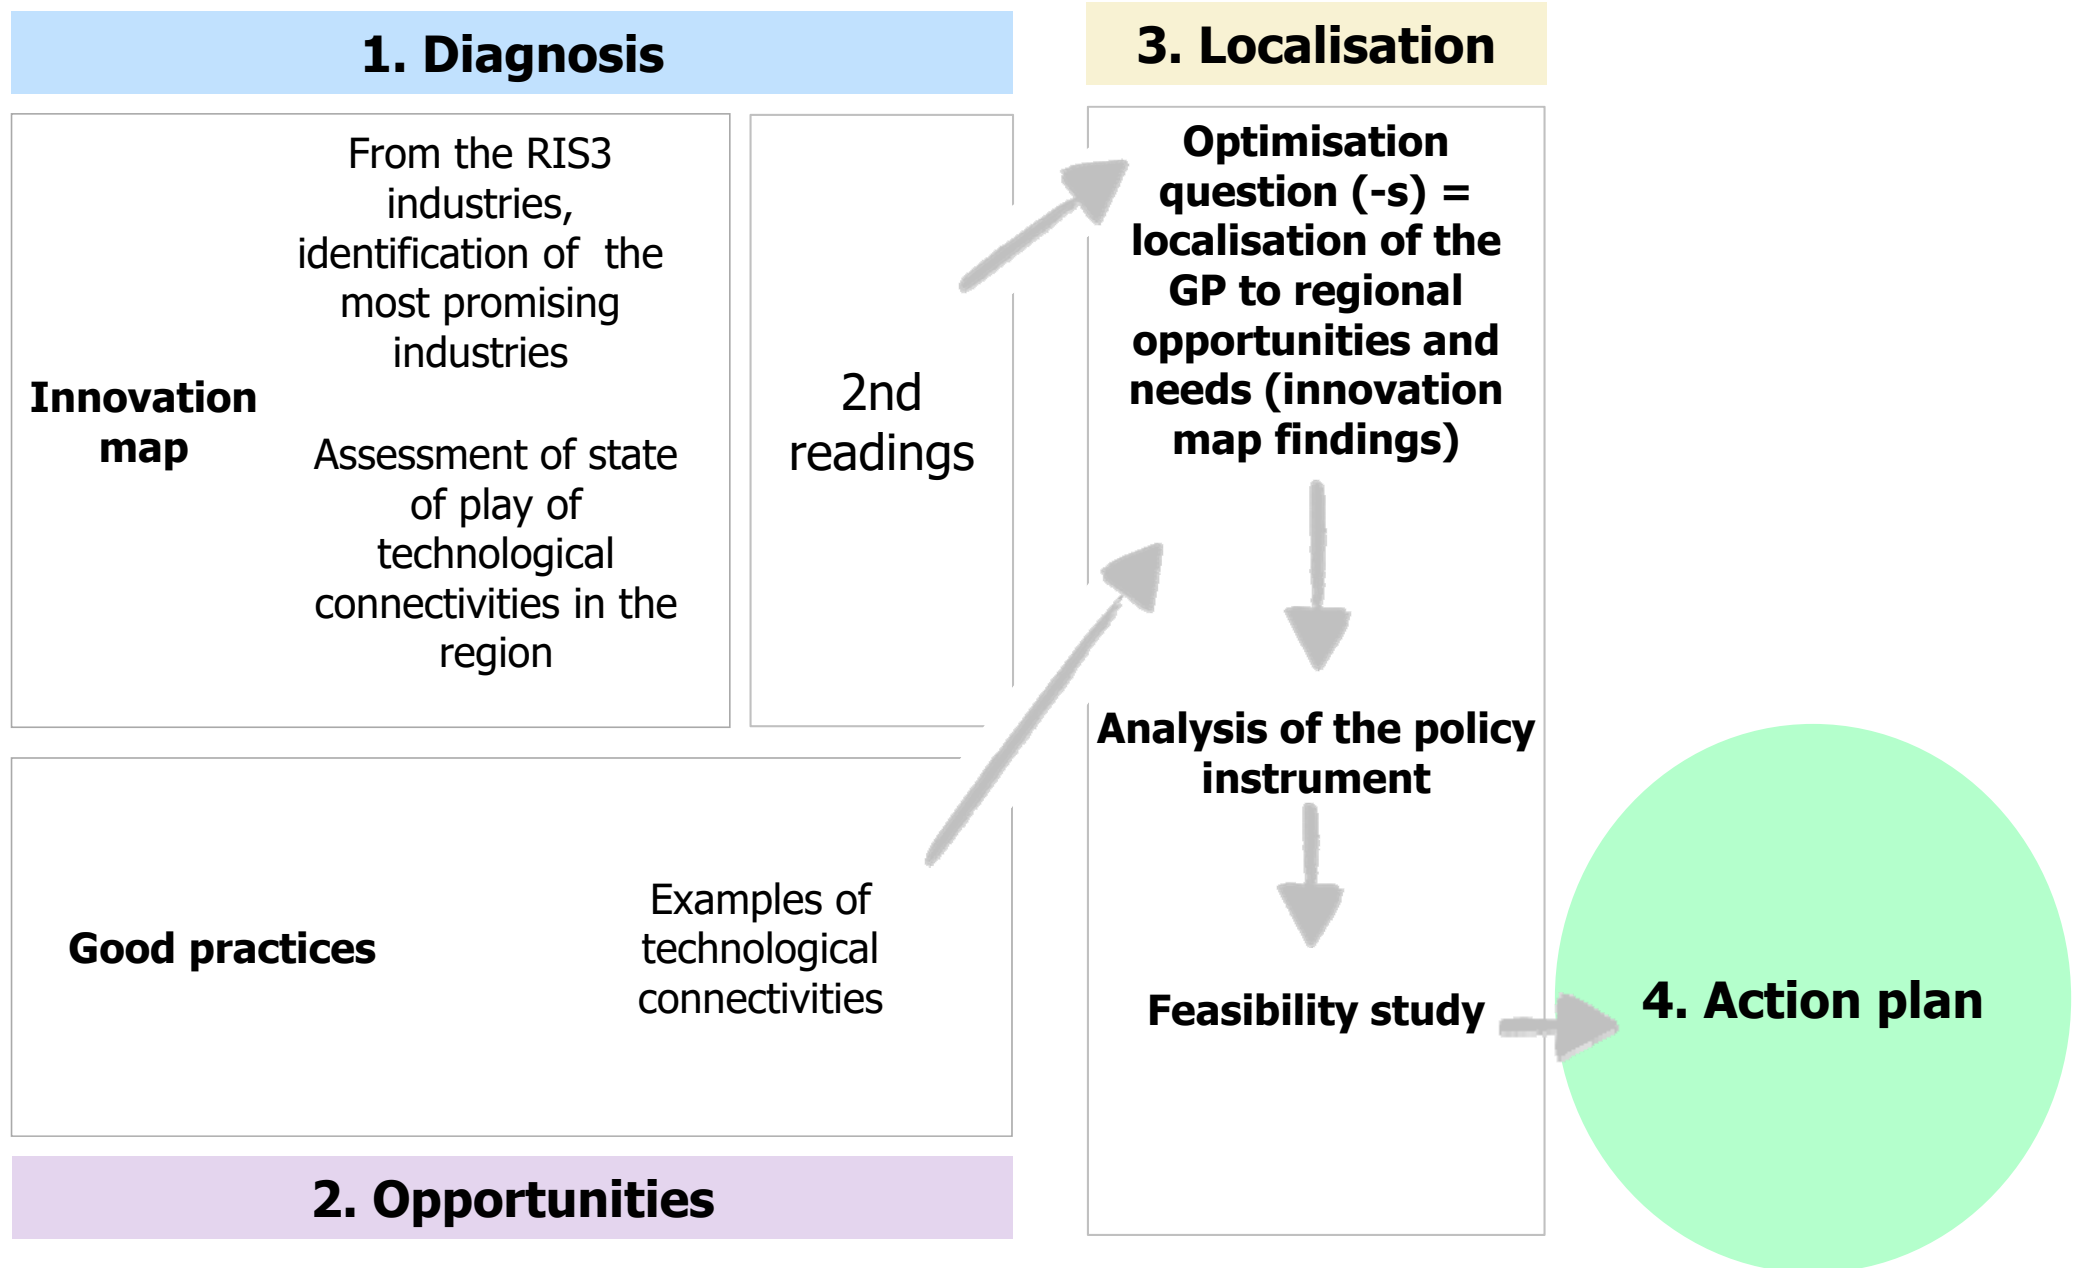 1. Diagnosis
Innovation
map
From the RIS3
industries,
identification of  the
most promising
industries
Assessment of state
of play of
technological
connectivities in the
region
2nd
readings
Good practices
Examples of
technological
connectivities
2. Opportunities
3. Localisation
Optimisation
question (-s) =
localisation of the
GP to regional
opportunities and
needs (innovation
map findings)
Analysis of the policy
instrument
Feasibility study
4. Action plan